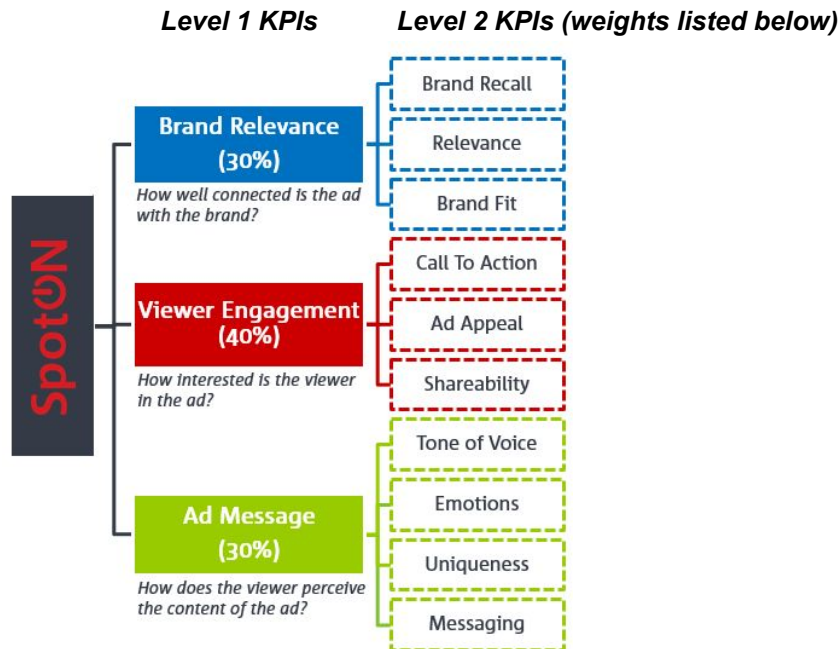 Level 1 KPIs
Level 2 KPIs (weights listed below)
SpotON
Brand Relevance
(30%)
How well connected is the ad
with the brand?
Brand Recall
Relevance
Brand Fit
Viewer Engagement
(40%)
How interested is the viewer
in the ad?
Call To Action
Ad Appeal
Shareability
Ad Message
(30%)
How does the viewer perceive
the content of the ad?
Tone of Voice
Emotions
Uniqueness
Messaging